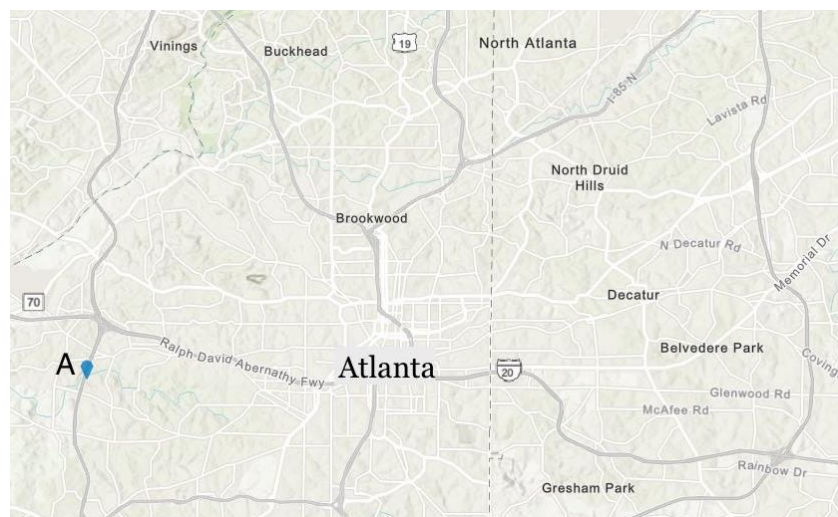 Vinings
Buckhead
19
North Atlanta
I-85 N
Lavista Rd
North Druid
Hills
Brookwood
N Decatur Rd
Memorial Dr
70
Decatur
Ralph David Abernathy Fwy
Belvedere Park
A
Atlanta
20
Coving
Glenwood Rd
McAfee Rd
Rainbow Dr
Gresham Park